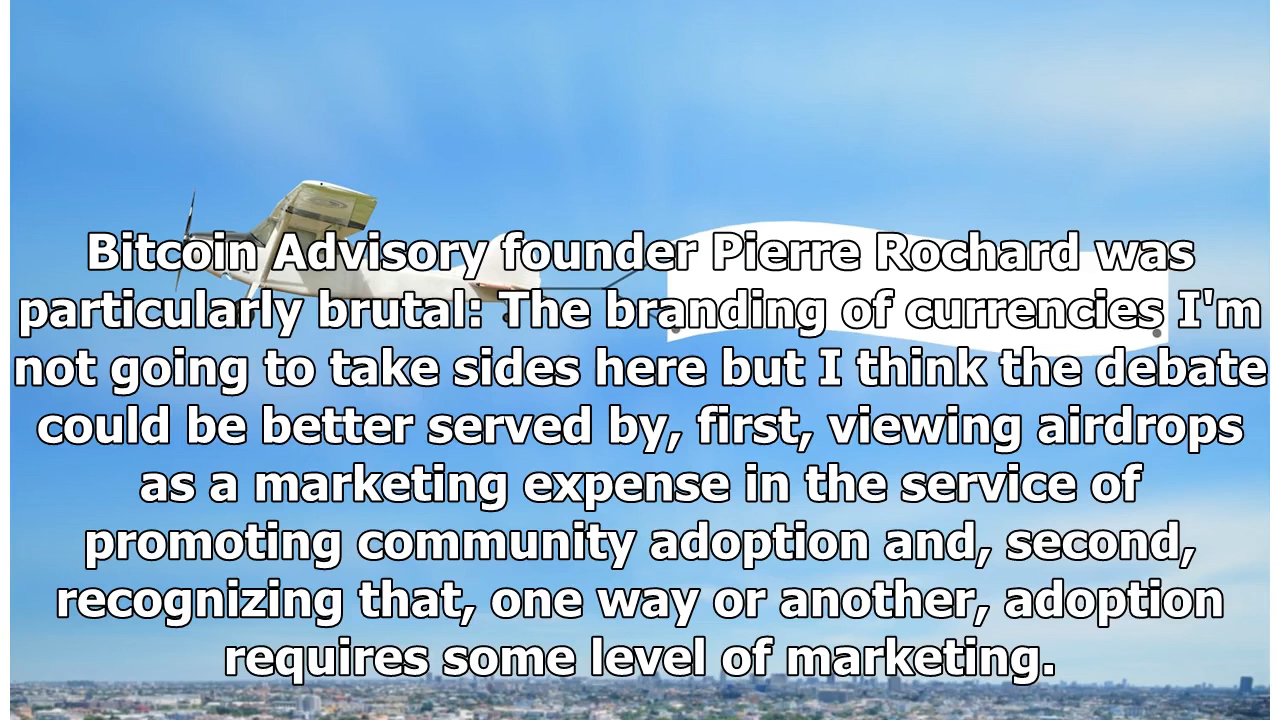 Bitcoin Advisory founder Pierre Rochard was
particularly brutal: The branding of currencies I'm
not going to take sides here but I think the debate
could be better served by, first, viewing airdrops
as a marketing expense in the service of
promoting community adoption and, second,
recognizing that, one way or another, adoption
requires some level of marketing.